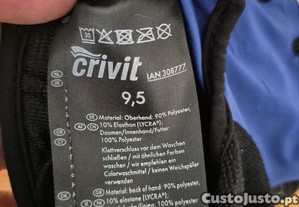 30
crivit
IAN 308777
9,5
Material: Oberhand: 90% Polyester,
10% Elasthan (LYCRA®);
Daumen/Innenhand/Futter:
100% Polyester.
Klettverschluss vor dem Waschen
schließen / mit ähnlichen Farben
waschen / wir empfehlen ein
Colorwaschmittel / keinen Weichspüler
verwenden!
Material: back of hand: 90% polyester,
10% elastane (LYCRA®);
CustoJusto.pt